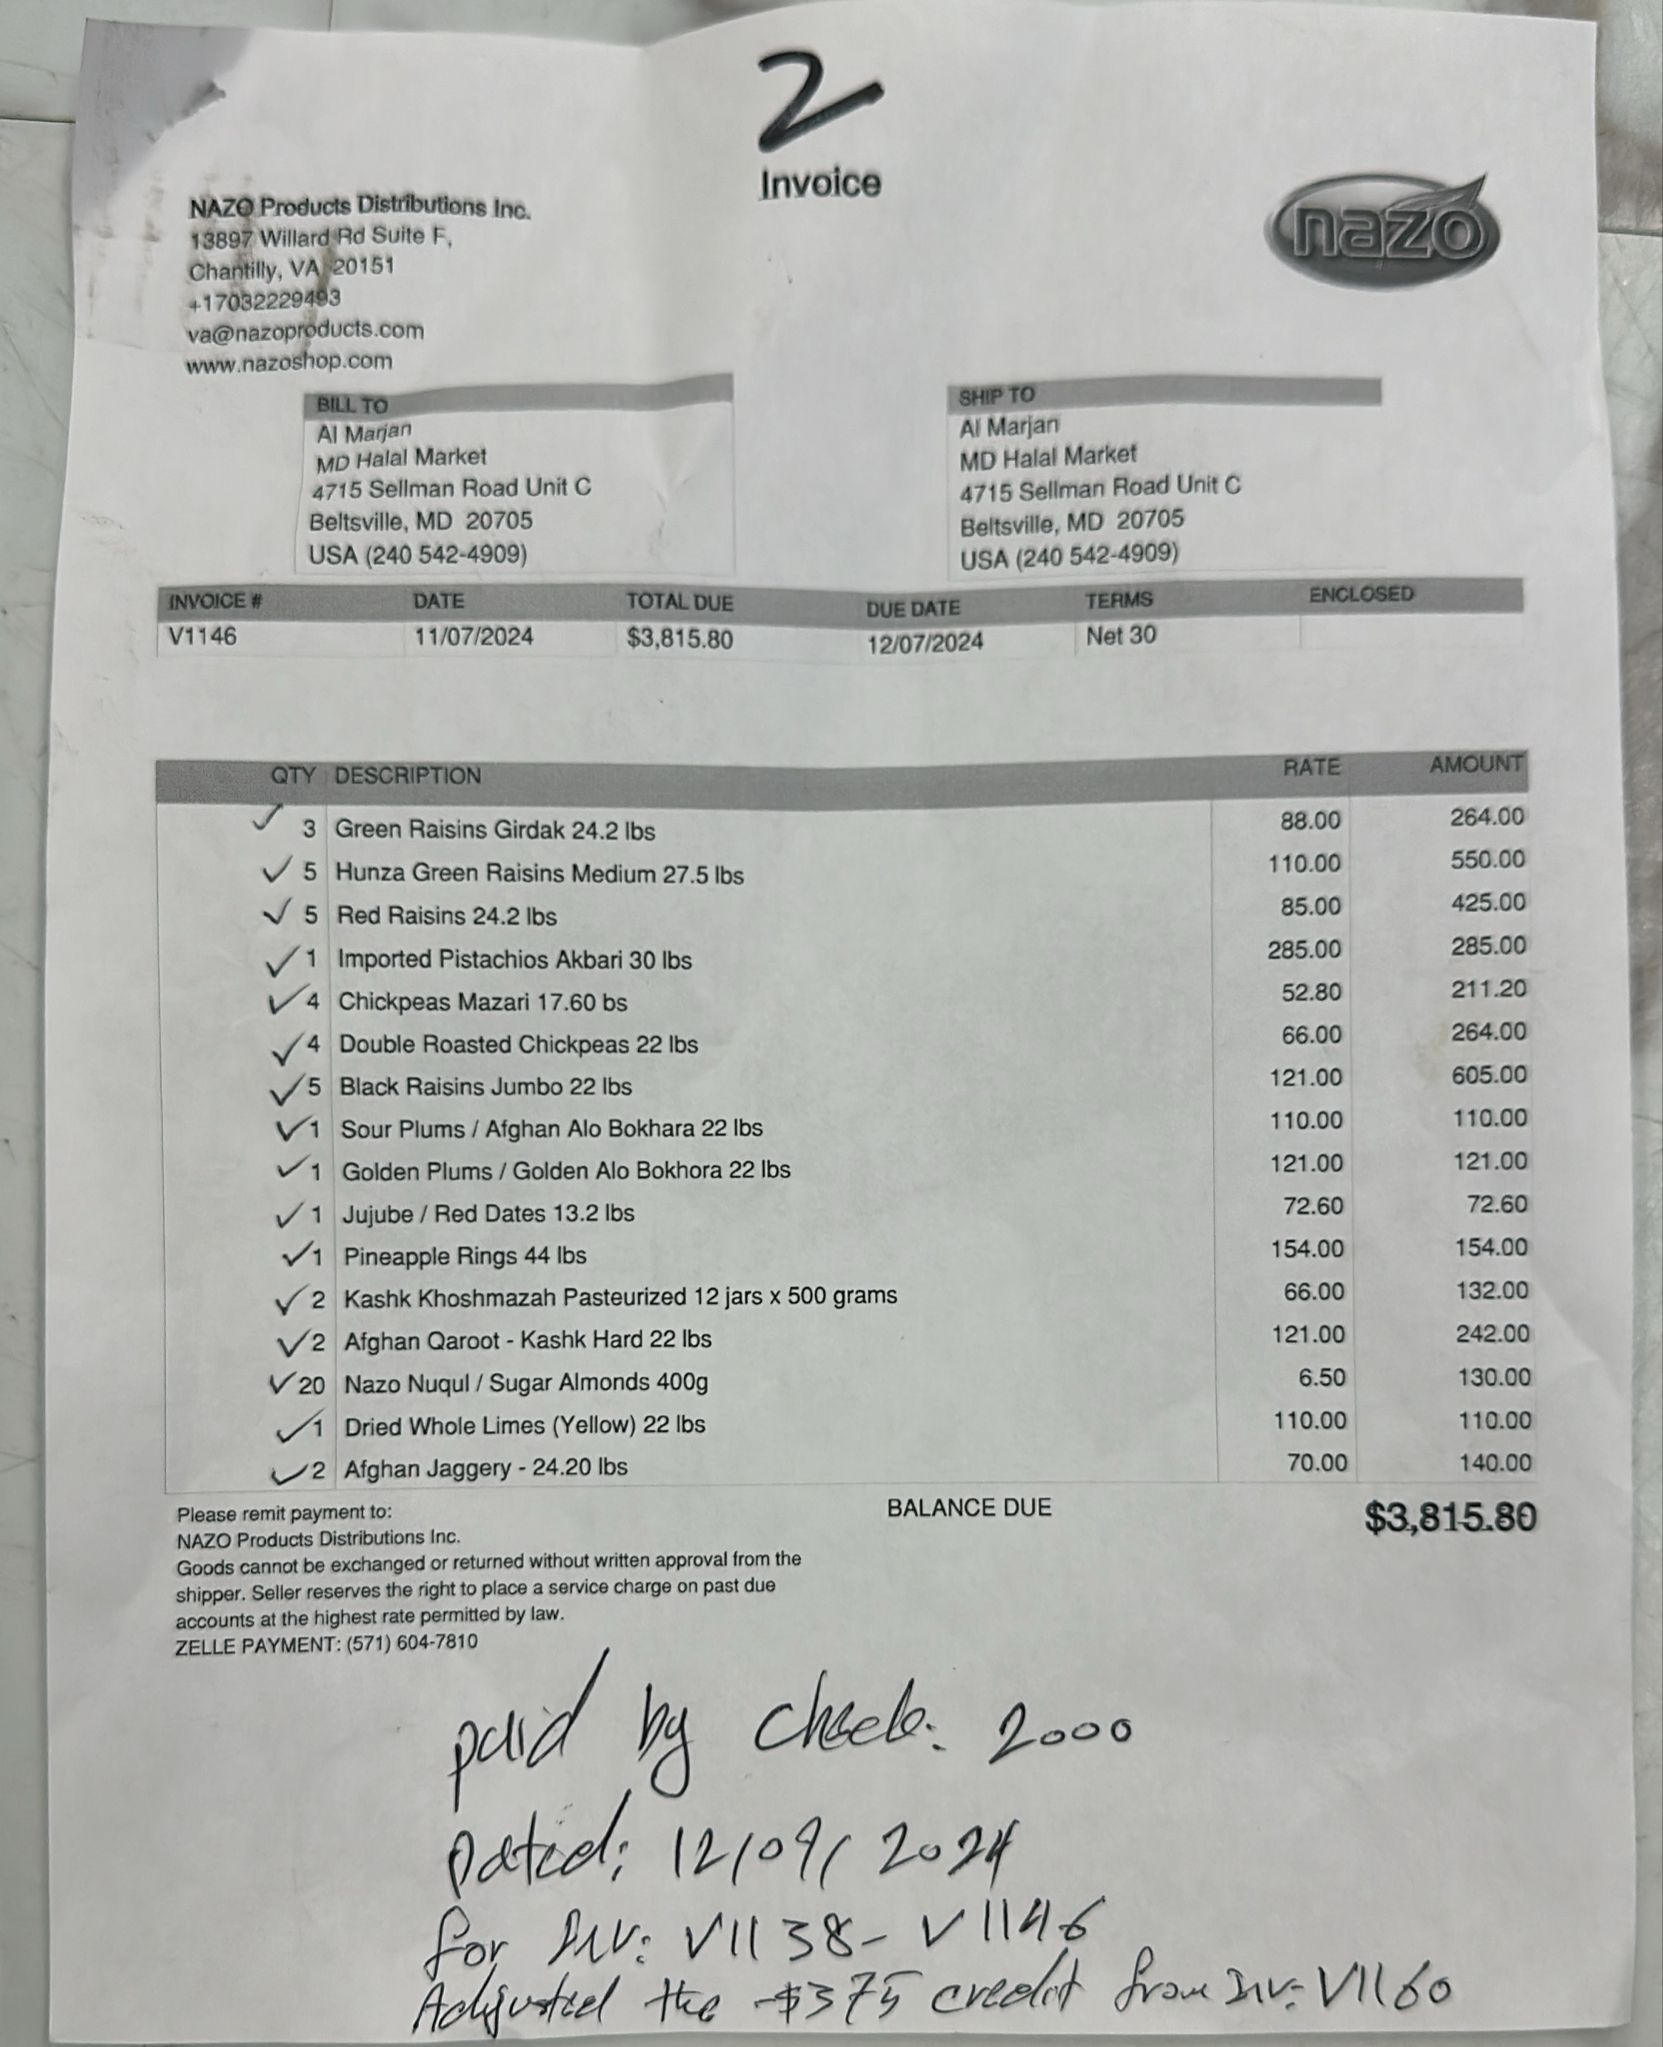 2
Invoice
nazo
NAZO Products Distributions Inc.
13897 Willard Rd Suite F,
Chantilly, VA 20151
+17032229493
va@nazoproducts.com
www.nazoshop.com
BILL TO
Al Marjan
MD Halal Market
4715 Sellman Road Unit C
Beltsville, MD 20705
USA (240 542-4909)
SHIP TO
Al Marjan
MD Halal Market
4715 Sellman Road Unit C
Beltsville, MD 20705
USA (240 542-4909)
INVOICE # DATE TOTAL DUE DUE DATE TERMS ENCLOSED
V1146 11/07/2024 $3,815.80 12/07/2024 Net 30
QTY DESCRIPTION RATE AMOUNT
✓ 3 Green Raisins Girdak 24.2 lbs 88.00 264.00
✓ 5 Hunza Green Raisins Medium 27.5 lbs 110.00 550.00
✓ 5 Red Raisins 24.2 lbs 85.00 425.00
✓ 1 Imported Pistachios Akbari 30 lbs 285.00 285.00
✓ 4 Chickpeas Mazari 17.60 bs 52.80 211.20
✓ 4 Double Roasted Chickpeas 22 lbs 66.00 264.00
✓ 5 Black Raisins Jumbo 22 lbs 121.00 605.00
✓ 1 Sour Plums / Afghan Alo Bokhara 22 lbs 110.00 110.00
✓ 1 Golden Plums / Golden Alo Bokhora 22 lbs 121.00 121.00
✓ 1 Jujube / Red Dates 13.2 lbs 72.60 72.60
✓ 1 Pineapple Rings 44 lbs 154.00 154.00
✓ 2 Kashk Khoshmazah Pasteurized 12 jars x 500 grams 66.00 132.00
✓ 2 Afghan Qaroot - Kashk Hard 22 lbs 121.00 242.00
✓ 20 Nazo Nuqul / Sugar Almonds 400g 6.50 130.00
✓ 1 Dried Whole Limes (Yellow) 22 lbs 110.00 110.00
✓ 2 Afghan Jaggery - 24.20 lbs 70.00 140.00
BALANCE DUE $3,815.80
Please remit payment to:
NAZO Products Distributions Inc.
Goods cannot be exchanged or returned without written approval from the
shipper. Seller reserves the right to place a service charge on past due
accounts at the highest rate permitted by law.
ZELLE PAYMENT: (571) 604-7810
paid by check: 2000
Dated: 12/09/2024
for Inv: V1138- V1146
Adjusted the -$375 credit from Inv: V1160